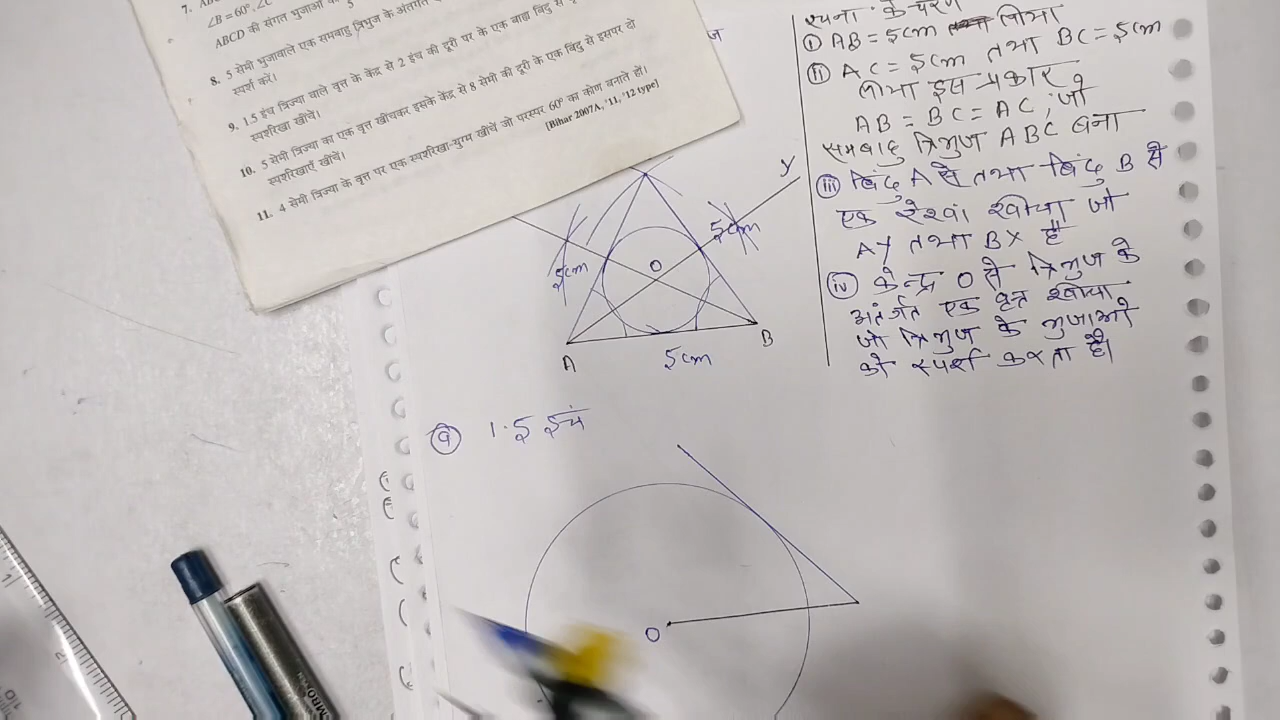 7.
∠B = 60°, ∠C
ABCD की संगत भुजाओं
8. 5 सेमी भुजावाले एक समबाहु त्रिभुज के अंतर्गत
स्पर्श करें।
9. 1.5 इंच त्रिज्या वाले वृत्त के केंद्र से 2 इंच की दूरी पर के एक बाह्य बिंदु से
स्पर्शरेखा खींचें।
10. 5 सेमी त्रिज्या का एक वृत्त खींचकर इसके केंद्र से 8 सेमी की दूरी के एक बिंदु से इसपर दो
स्पर्शरेखाएँ खींचें।
11. 4 सेमी त्रिज्या के वृत्त पर एक स्पर्शरेखा-युग्म खींचें जो परस्पर 60° का कोण बनाते हों।
[Bihar 2007A, '11, '12 type]
रचना के चरण
(i) AB = 5cm लिया
(ii) AC = 5cm तथा BC = 5cm
लिया इस प्रकार
AB = BC = AC, जो
समबाहु त्रिभुज ABC बना
(iii) बिंदु A से तथा बिंदु B से
एक रेखा खींचा जो
AY तथा BX है
(iv) केन्द्र O से त्रिभुज के
अंतर्गत एक वृत्त खींचा
जो त्रिभुज के भुजाओं
को स्पर्श करता है।
Y
5cm
5cm
O
A
B
5cm
(9) 1.5 इंच
O